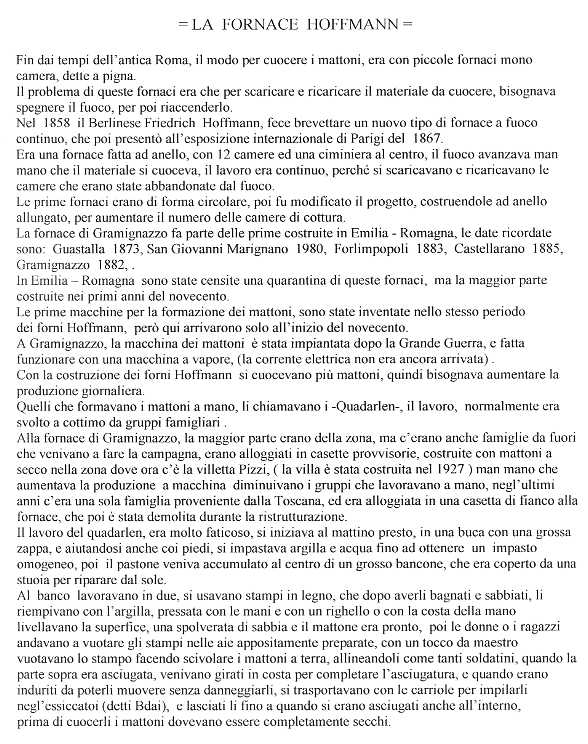 = LA FORNACE HOFFMANN =
Fin dai tempi dell'antica Roma, il modo per cuocere i mattoni, era con piccole fornaci mono
camera, dette a pigna.
Il problema di queste fornaci era che per scaricare e ricaricare il materiale da cuocere, bisognava
spegnere il fuoco, per poi riaccenderlo.
Nel 1858 il Berlinese Friedrich Hoffmann, fece brevettare un nuovo tipo di fornace a fuoco
continuo, che poi presentò all'esposizione internazionale di Parigi del 1867.
Era una fornace fatta ad anello, con 12 camere ed una ciminiera al centro, il fuoco avanzava man
mano che il materiale si cuoceva, il lavoro era continuo, perché si scaricavano e ricaricavano le
camere che erano state abbandonate dal fuoco.
Le prime fornaci erano di forma circolare, poi fu modificato il progetto, costruendole ad anello
allungato, per aumentare il numero delle camere di cottura.
La fornace di Gramignazzo fa parte delle prime costruite in Emilia - Romagna, le date ricordate
sono: Guastalla 1873, San Giovanni Marignano 1980, Forlimpopoli 1883, Castellarano 1885,
Gramignazzo 1882, .
In Emilia – Romagna sono state censite una quarantina di queste fornaci, ma la maggior parte
costruite nei primi anni del novecento.
Le prime macchine per la formazione dei mattoni, sono state inventate nello stesso periodo
dei forni Hoffmann, però qui arrivarono solo all'inizio del novecento.
A Gramignazzo, la macchina dei mattoni è stata impiantata dopo la Grande Guerra, e fatta
funzionare con una macchina a vapore, (la corrente elettrica non era ancora arrivata) .
Con la costruzione dei forni Hoffmann si cuocevano più mattoni, quindi bisognava aumentare la
produzione giornaliera.
Quelli che formavano i mattoni a mano, li chiamavano i -Quadarlen-, il lavoro, normalmente era
svolto a cottimo da gruppi famigliari .
Alla fornace di Gramignazzo, la maggior parte erano della zona, ma c'erano anche famiglie da fuori
che venivano a fare la campagna, erano alloggiati in casette provvisorie, costruite con mattoni a
secco nella zona dove ora c'è la villetta Pizzi, ( la villa è stata costruita nel 1927 ) man mano che
aumentava la produzione a macchina diminuivano i gruppi che lavoravano a mano, negl'ultimi
anni c'era una sola famiglia proveniente dalla Toscana, ed era alloggiata in una casetta di fianco alla
fornace, che poi è stata demolita durante la ristrutturazione.
Il lavoro del quadarlen, era molto faticoso, si iniziava al mattino presto, in una buca con una grossa
zappa, e aiutandosi anche coi piedi, si impastava argilla e acqua fino ad ottenere un impasto
omogeneo, poi il pastone veniva accumulato al centro di un grosso bancone, che era coperto da una
stuoia per riparare dal sole.
Al banco lavoravano in due, si usavano stampi in legno, che dopo averli bagnati e sabbiati, li
riempivano con l'argilla, pressata con le mani e con un righello o con la costa della mano
livellavano la superfice, una spolverata di sabbia e il mattone era pronto, poi le donne o i ragazzi
andavano a vuotare gli stampi nelle aie appositamente preparate, con un tocco da maestro
vuotavano lo stampo facendo scivolare i mattoni a terra, allineandoli come tanti soldatini, quando la
parte sopra era asciugata, venivano girati in costa per completare l'asciugatura, e quando erano
induriti da poterli muovere senza danneggiarli, si trasportavano con le carriole per impilarli
negl'essiccatoi (detti Bdai), e lasciati lì fino a quando si erano asciugati anche all'interno,
prima di cuocerli i mattoni dovevano essere completamente secchi.